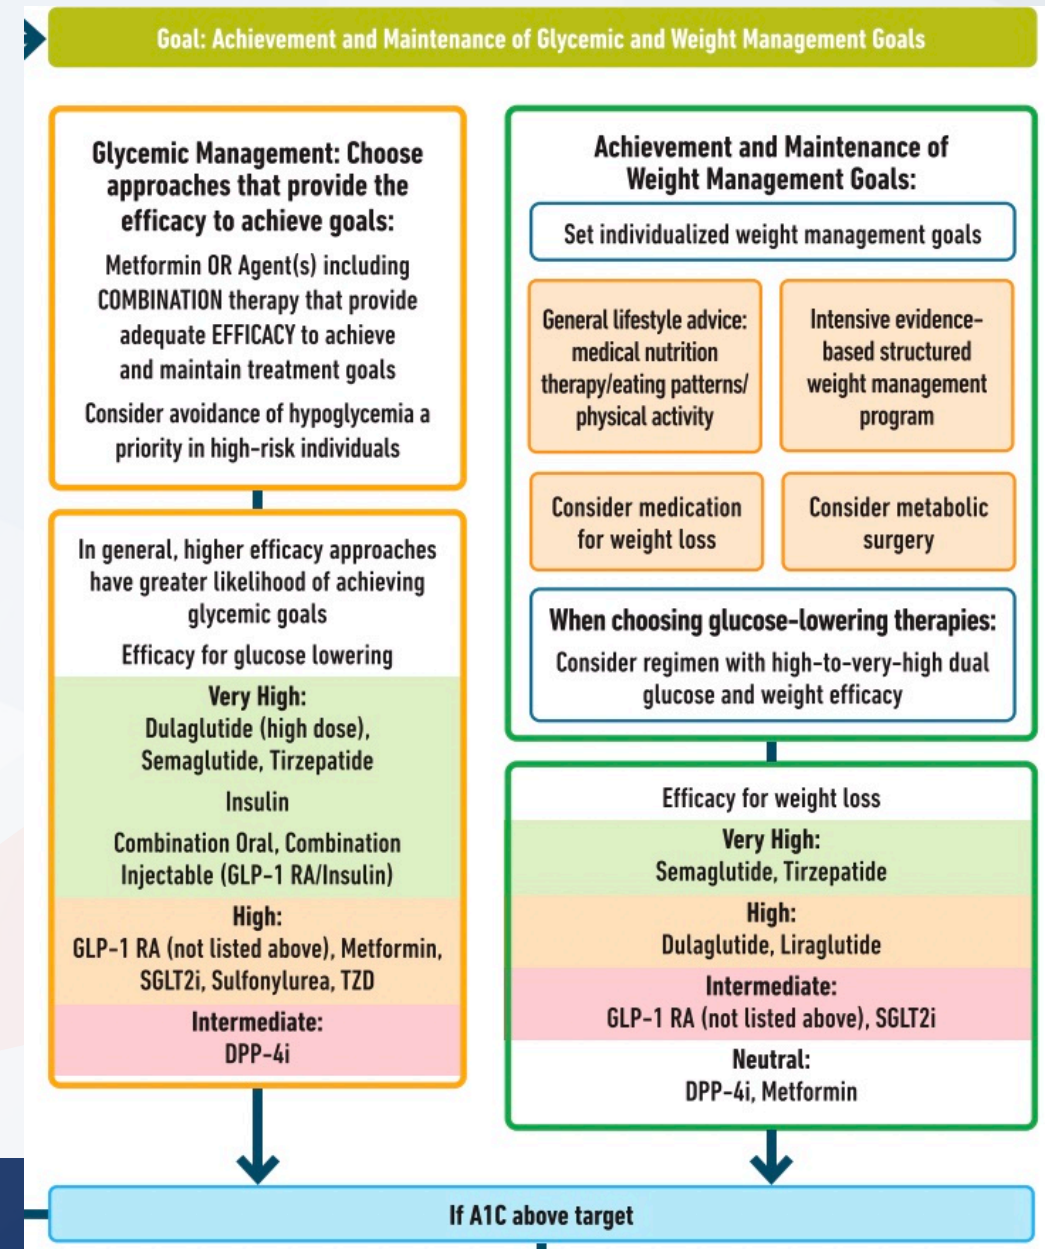 Goal: Achievement and Maintenance of Glycemic and Weight Management Goals
Glycemic Management: Choose
approaches that provide the
efficacy to achieve goals:
Metformin OR Agent(s) including
COMBINATION therapy that provide
adequate EFFICACY to achieve
and maintain treatment goals
Consider avoidance of hypoglycemia a
priority in high-risk individuals
In general, higher efficacy approaches
have greater likelihood of achieving
glycemic goals
Efficacy for glucose lowering
Very High:
Dulaglutide (high dose),
Semaglutide, Tirzepatide
Insulin
Combination Oral, Combination
Injectable (GLP-1 RA/Insulin)
High:
GLP-1 RA (not listed above), Metformin,
SGLT2i, Sulfonylurea, TZD
Intermediate:
DPP-4i
Achievement and Maintenance of
Weight Management Goals:
Set individualized weight management goals
General lifestyle advice:
medical nutrition
therapy/eating patterns/
physical activity
Intensive evidence-
based structured
weight management
program
Consider medication
for weight loss
Consider metabolic
surgery
When choosing glucose-lowering therapies:
Consider regimen with high-to-very-high dual
glucose and weight efficacy
Efficacy for weight loss
Very High:
Semaglutide, Tirzepatide
High:
Dulaglutide, Liraglutide
Intermediate:
GLP-1 RA (not listed above), SGLT2i
Neutral:
DPP-4i, Metformin
If A1C above target